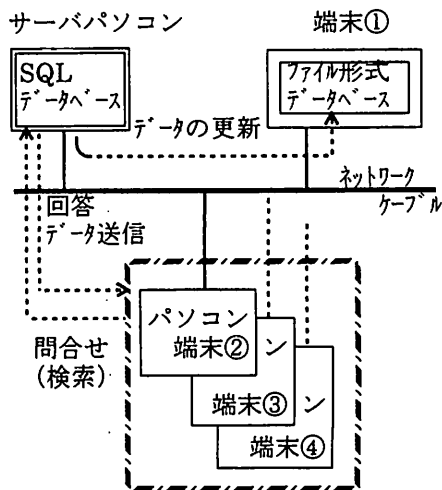 サーバパソコン
端末①
SQL
データベース
ファイル形式
データベース
データの更新
ネットワーク
ケーブル
回答
データ送信
問合せ
(検索)
パソコン
端末②
ン
端末③
ン
端末④